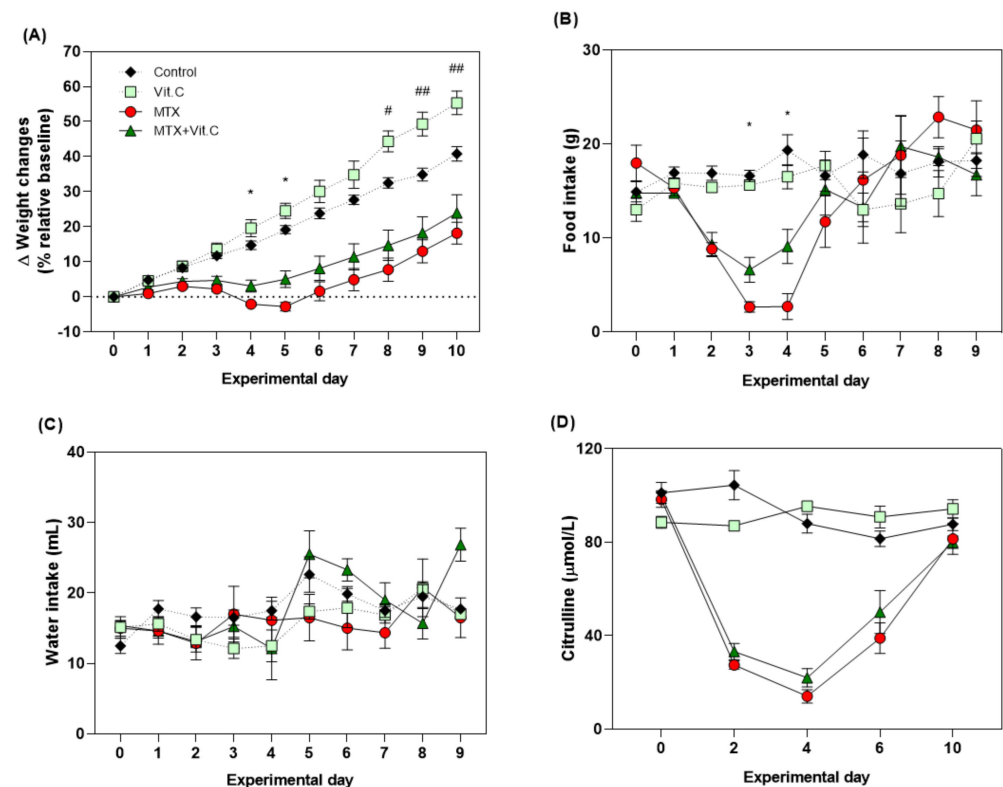 (A)
Δ Weight changes
(% relative baseline)
70
60
50
40
30
20
10
0
-10
Control
Vit.C
MTX
MTX+Vit.C
*
*
#
##
##
0 1 2 3 4 5 6 7 8 9 10
Experimental day
(B)
Food intake (g)
30
20
10
0
*
*
0 1 2 3 4 5 6 7 8 9
Experimental day
(C)
Water intake (mL)
40
30
20
10
0
0 1 2 3 4 5 6 7 8 9
Experimental day
(D)
Citrulline (μmol/L)
120
80
40
0
0 2 4 6 10
Experimental day